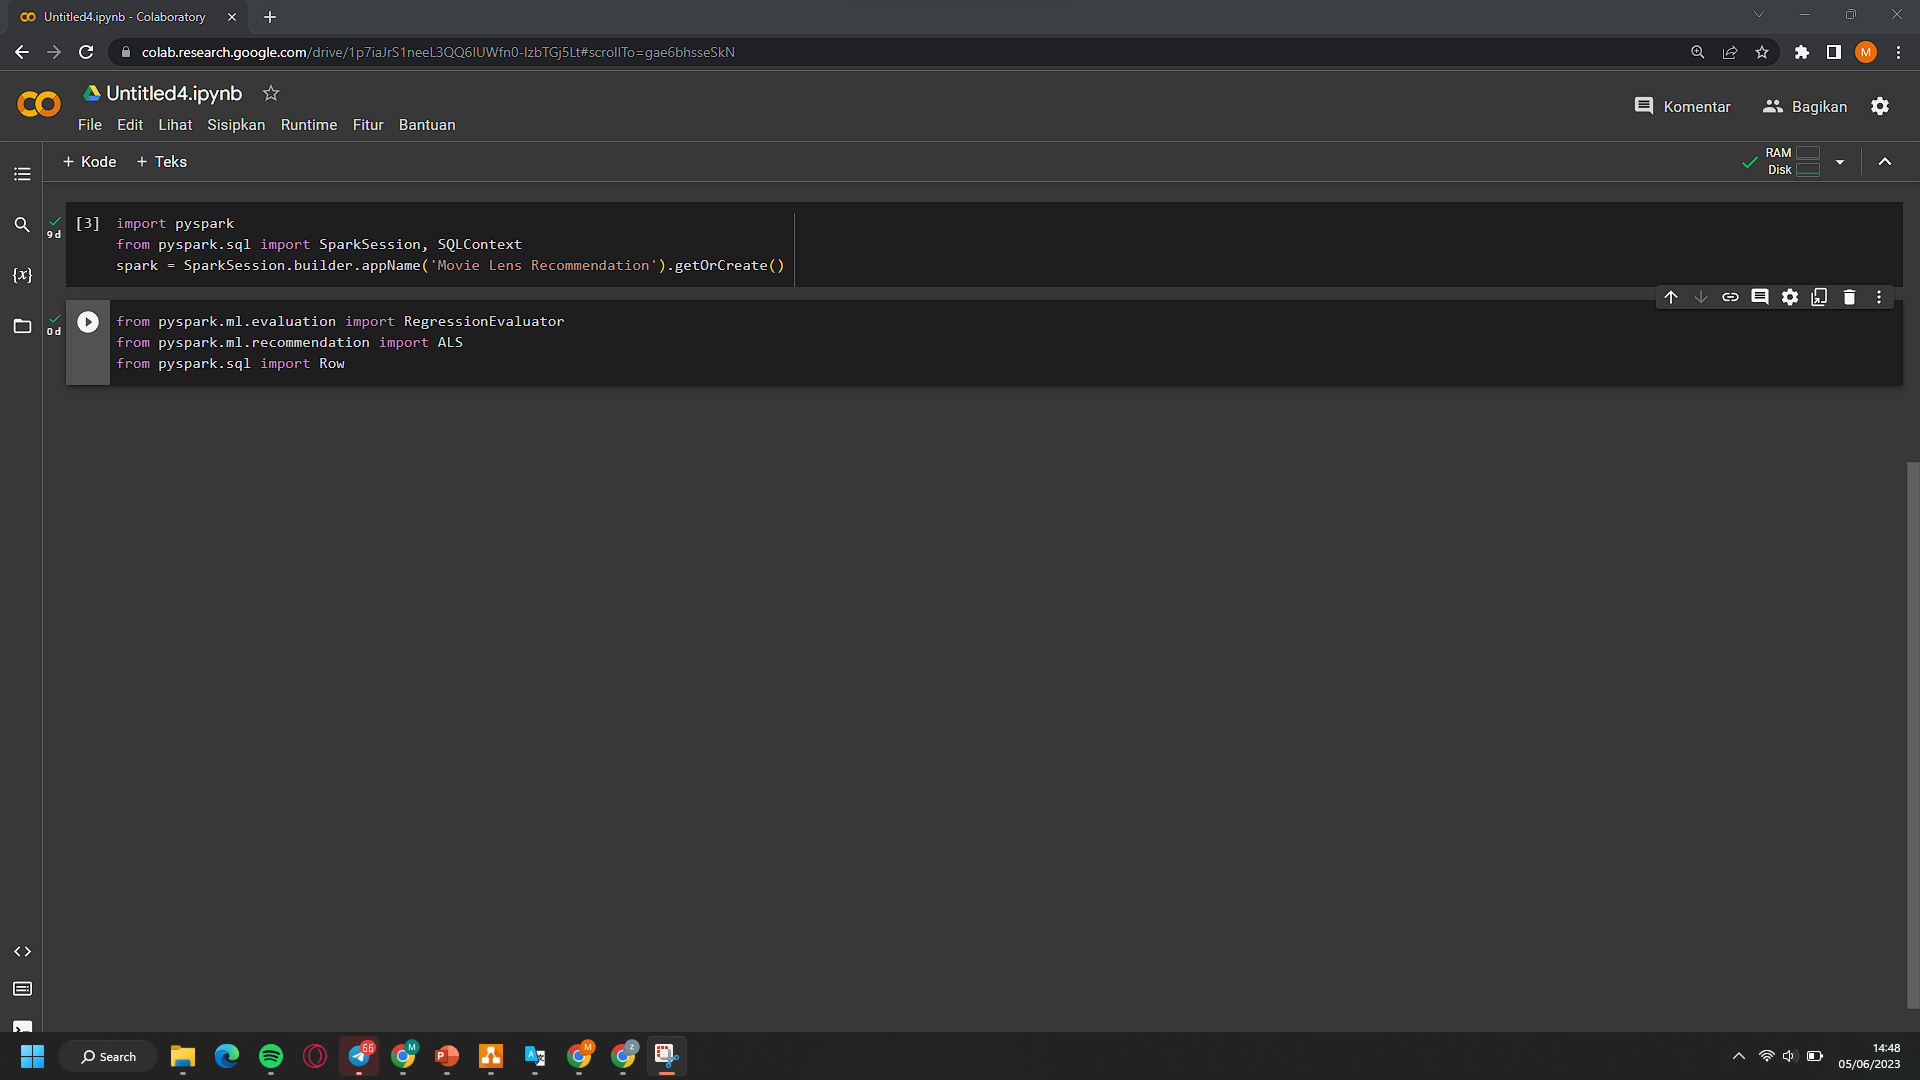 Untitled4.ipynb - Colaboratory
colab.research.google.com/drive/1p7iaJrS1neeL3QQ6lUWfn0-IzbTGj5Lt#scrollTo=gae6bhsseSkN
M
Untitled4.ipynb
Komentar
Bagikan
File Edit Lihat Sisipkan Runtime Fitur Bantuan
+ Kode + Teks
RAM
Disk
9 d
[3] import pyspark
from pyspark.sql import SparkSession, SQLContext
spark = SparkSession.builder.appName('Movie Lens Recommendation').getOrCreate()
{x}
0 d
from pyspark.ml.evaluation import RegressionEvaluator
from pyspark.ml.recommendation import ALS
from pyspark.sql import Row
Search
66
M
P
M
z
14:48
05/06/2023